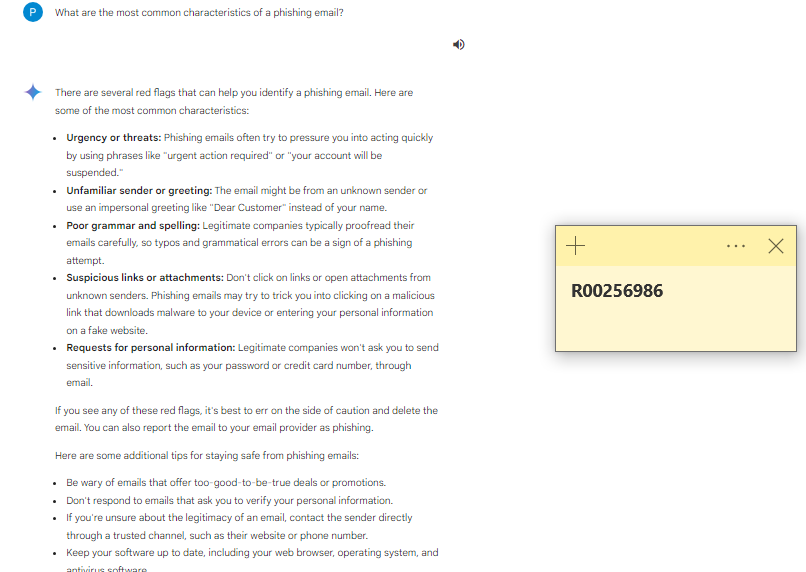 P What are the most common characteristics of a phishing email?
There are several red flags that can help you identify a phishing email. Here are
some of the most common characteristics:
• Urgency or threats: Phishing emails often try to pressure you into acting quickly
by using phrases like "urgent action required" or "your account will be
suspended."
• Unfamiliar sender or greeting: The email might be from an unknown sender or
use an impersonal greeting like "Dear Customer" instead of your name.
• Poor grammar and spelling: Legitimate companies typically proofread their
emails carefully, so typos and grammatical errors can be a sign of a phishing
attempt.
• Suspicious links or attachments: Don't click on links or open attachments from
unknown senders. Phishing emails may try to trick you into clicking on a malicious
link that downloads malware to your device or entering your personal information
on a fake website.
• Requests for personal information: Legitimate companies won't ask you to send
sensitive information, such as your password or credit card number, through
email.
If you see any of these red flags, it's best to err on the side of caution and delete the
email. You can also report the email to your email provider as phishing.
Here are some additional tips for staying safe from phishing emails:
• Be wary of emails that offer too-good-to-be-true deals or promotions.
• Don't respond to emails that ask you to verify your personal information.
• If you're unsure about the legitimacy of an email, contact the sender directly
through a trusted channel, such as their website or phone number.
• Keep your software up to date, including your web browser, operating system, and
antivirus software.
R00256986